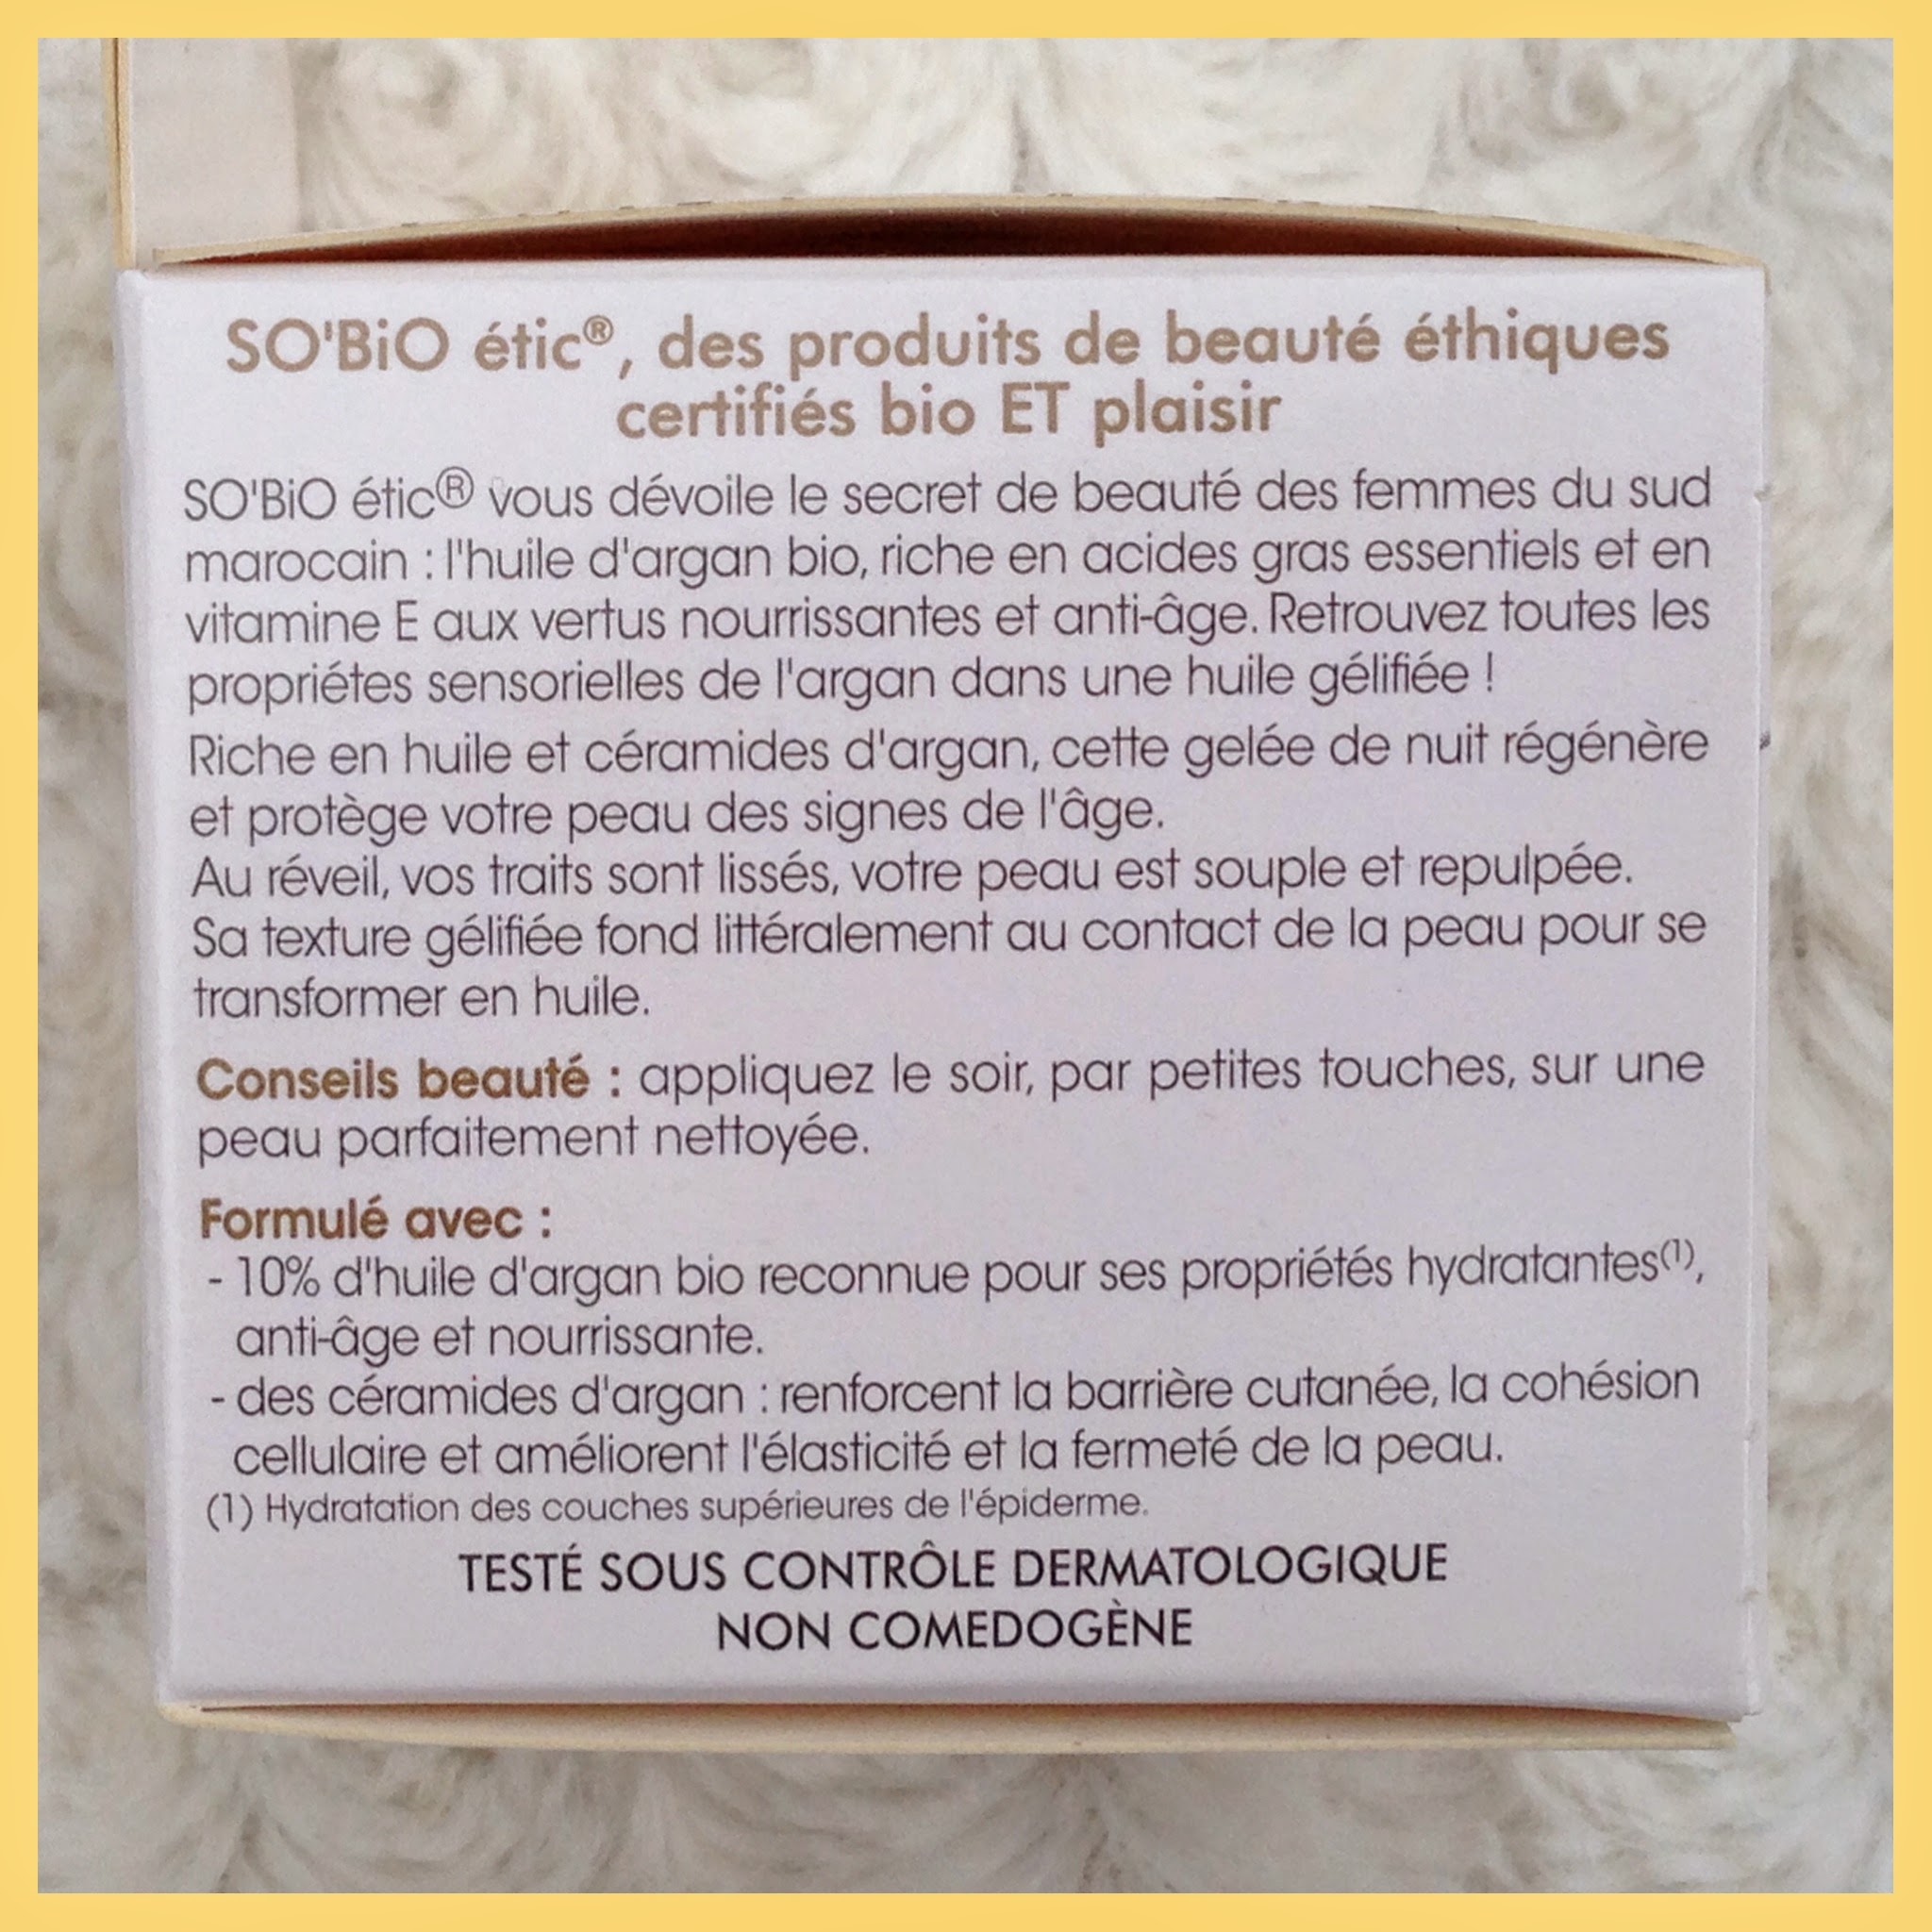 SO'BiO étic®, des produits de beauté éthiques
certifiés bio ET plaisir
SO'BiO étic® vous dévoile le secret de beauté des femmes du sud
marocain : l'huile d'argan bio, riche en acides gras essentiels et en
vitamine E aux vertus nourrissantes et anti-âge. Retrouvez toutes les
propriétes sensorielles de l'argan dans une huile gélifiée !
Riche en huile et céramides d'argan, cette gelée de nuit régénère
et protège votre peau des signes de l'âge.
Au réveil, vos traits sont lissés, votre peau est souple et repulpée.
Sa texture gélifiée fond littéralement au contact de la peau pour se
transformer en huile.
Conseils beauté : appliquez le soir, par petites touches, sur une
peau parfaitement nettoyée.
Formulé avec :
- 10% d'huile d'argan bio reconnue pour ses propriétés hydratantes(1),
anti-âge et nourrissante.
- des céramides d'argan : renforcent la barrière cutanée, la cohésion
cellulaire et améliorent l'élasticité et la fermeté de la peau.
(1) Hydratation des couches supérieures de l'épiderme.
TESTÉ SOUS CONTRÔLE DERMATOLOGIQUE
NON COMEDOGÈNE